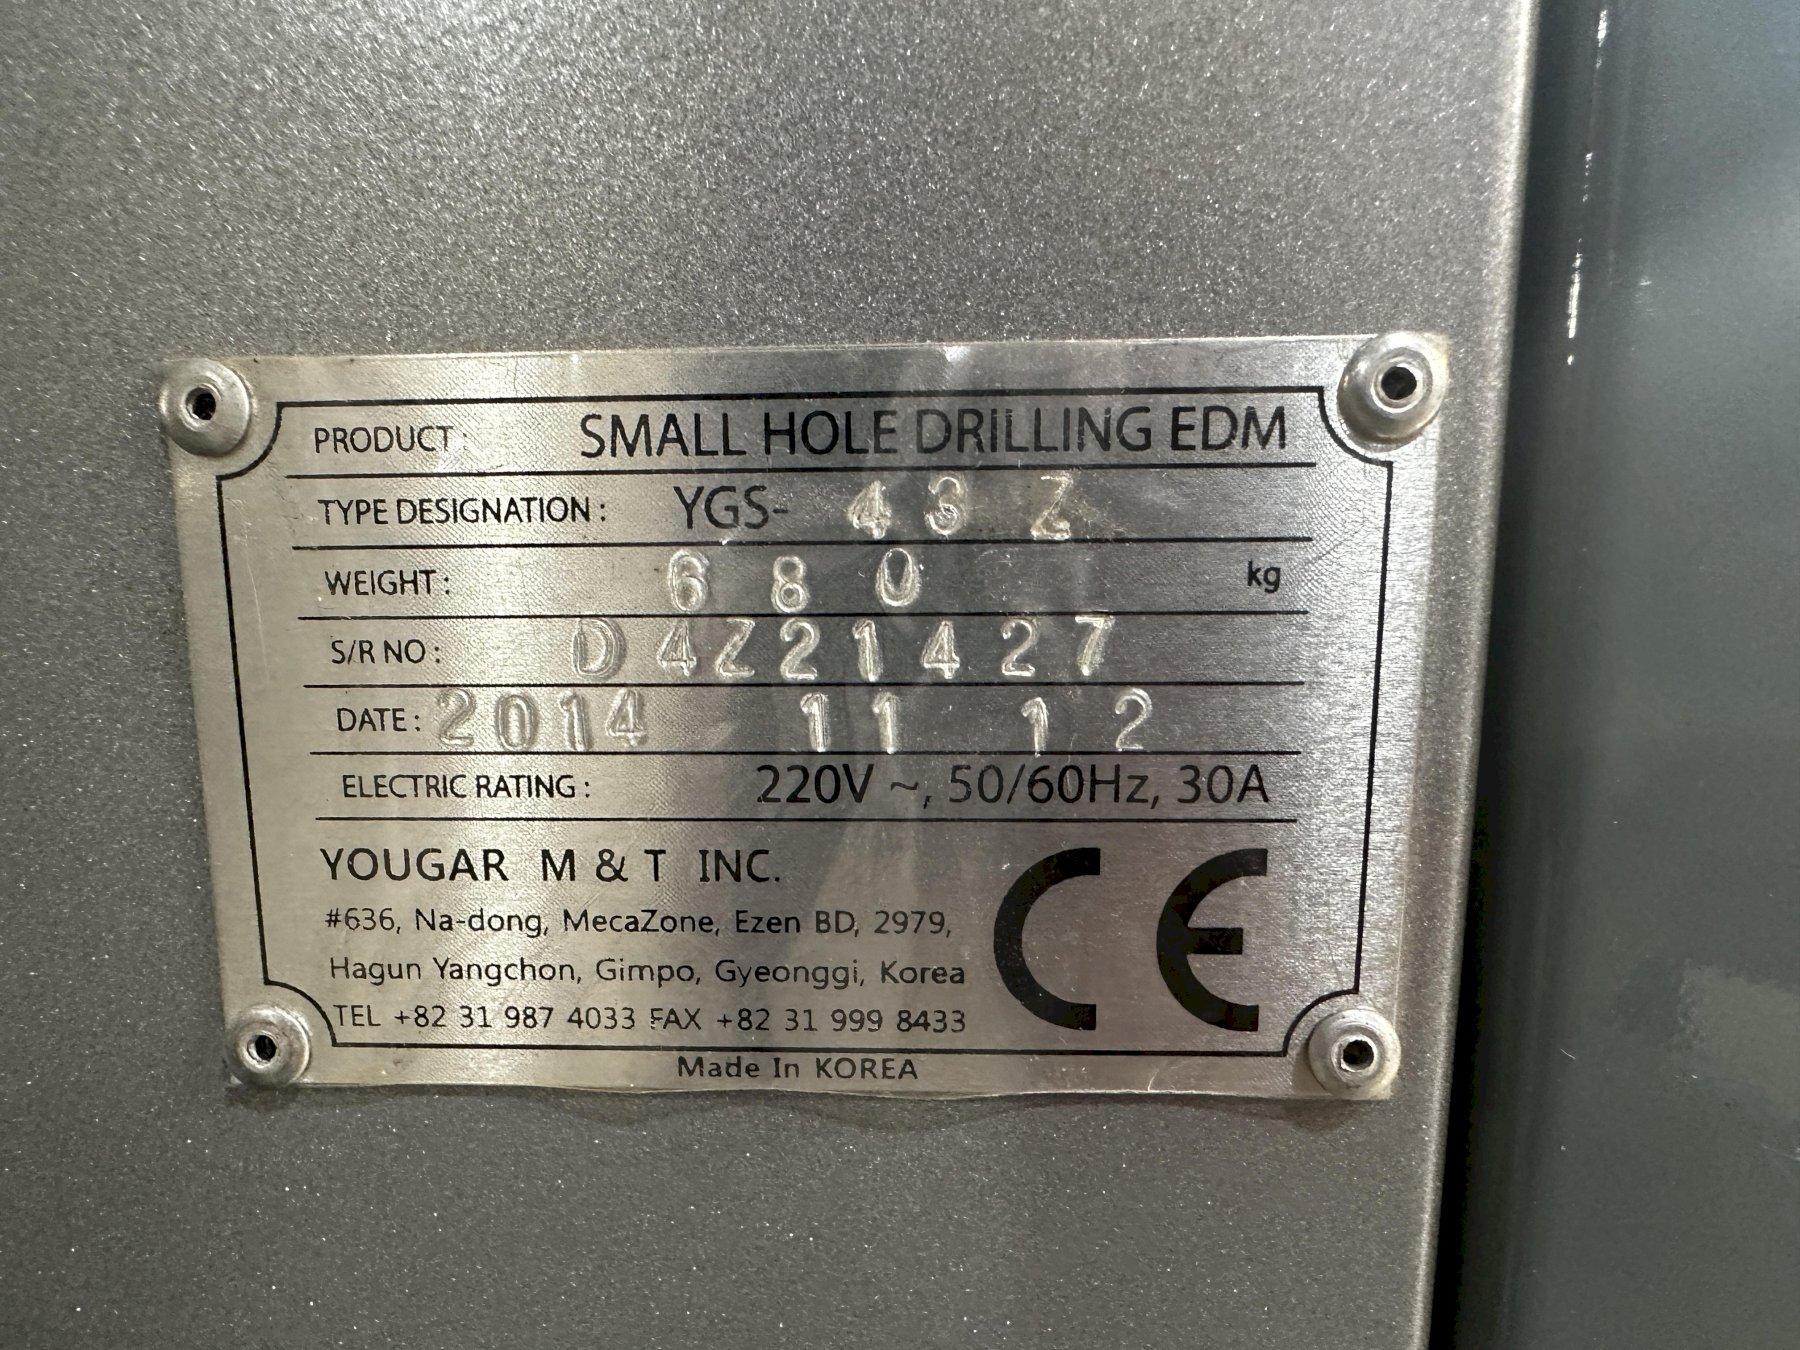 PRODUCT: SMALL HOLE DRILLING EDM
TYPE DESIGNATION: YGS- 43Z
WEIGHT: 680 kg
S/R NO: D4Z21427
DATE: 2014 11 12
ELECTRIC RATING: 220V ~, 50/60Hz, 30A
YOUGAR M & T INC.
#636, Na-dong, MecaZone, Ezen BD, 2979,
Hagun Yangchon, Gimpo, Gyeonggi, Korea
TEL +82 31 987 4033 FAX +82 31 999 8433
CE
Made In KOREA